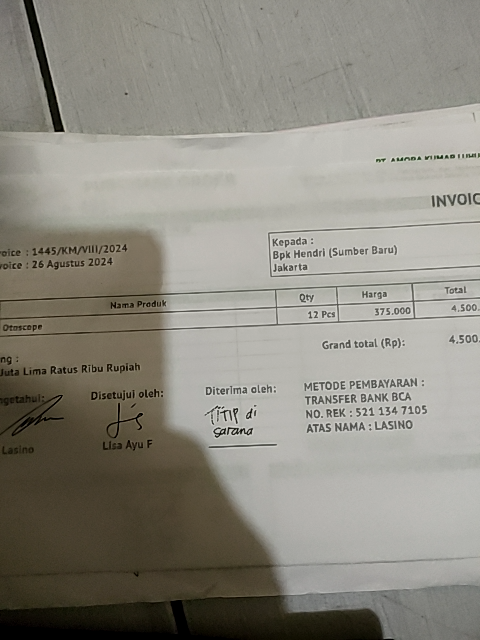 PT. AMORA KUMAR LUHU
INVOIC
voice : 1445/KM/VIII/2024
voice : 26 Agustus 2024
Kepada :
Bpk Hendri (Sumber Baru)
Jakarta
Nama Produk Qty Harga Total
Otoscope 12 Pcs 375.000 4.500.
Grand total (Rp): 4.500.
ng :
Juta Lima Ratus Ribu Rupiah
ngetahui: Disetujui oleh: Diterima oleh:
TiTip di
sarana
Lasino Lisa Ayu F
METODE PEMBAYARAN :
TRANSFER BANK BCA
NO. REK : 521 134 7105
ATAS NAMA : LASINO